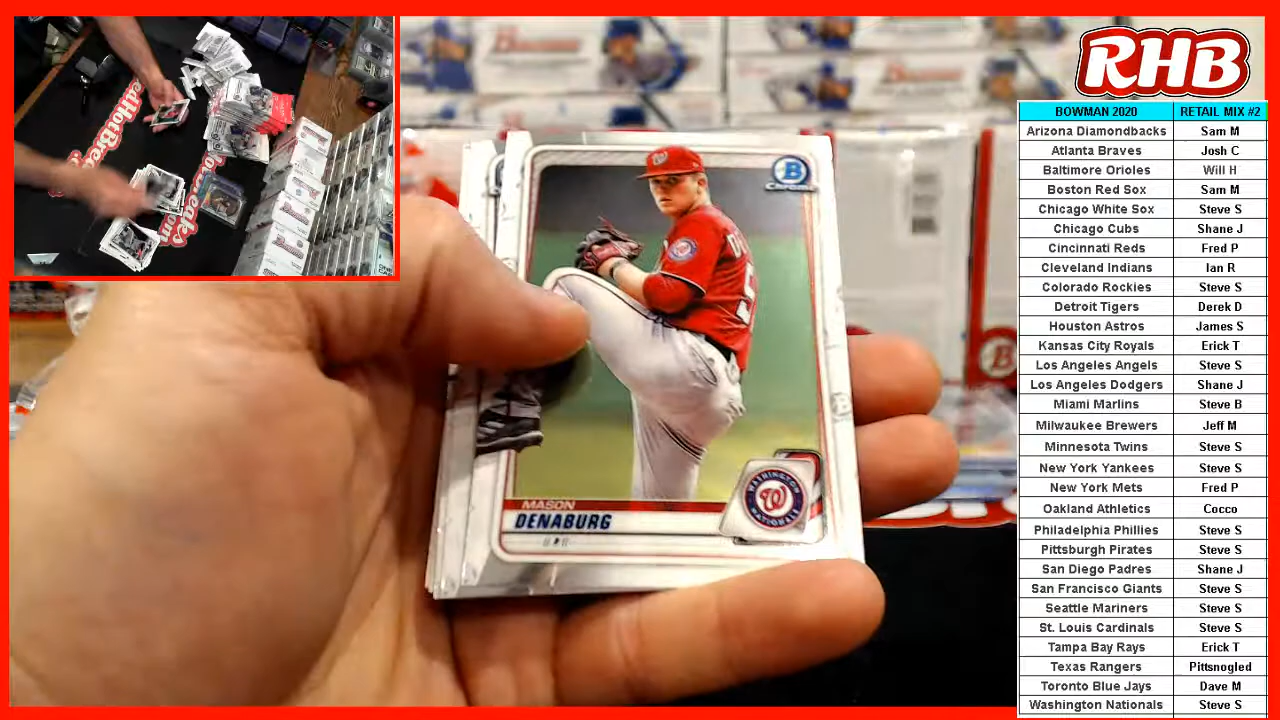 RHB
BOWMAN 2020 RETAIL MIX #2
Arizona Diamondbacks Sam M
Atlanta Braves Josh C
Baltimore Orioles Will H
Boston Red Sox Sam M
Chicago White Sox Steve S
Chicago Cubs Shane J
Cincinnati Reds Fred P
Cleveland Indians Ian R
Colorado Rockies Steve S
Detroit Tigers Derek D
Houston Astros James S
Kansas City Royals Erick T
Los Angeles Angels Steve S
Los Angeles Dodgers Shane J
Miami Marlins Steve B
Milwaukee Brewers Jeff M
Minnesota Twins Steve S
New York Yankees Steve S
New York Mets Fred P
Oakland Athletics Cocco
Philadelphia Phillies Steve S
Pittsburgh Pirates Steve S
San Diego Padres Shane J
San Francisco Giants Steve S
Seattle Mariners Steve S
St. Louis Cardinals Steve S
Tampa Bay Rays Erick T
Texas Rangers Pittsnogled
Toronto Blue Jays Dave M
Washington Nationals Steve S
Bowman
Bowman
B
Chrome
W
WASHINGTON
W
NATIONALS
MASON
DENABURG
B